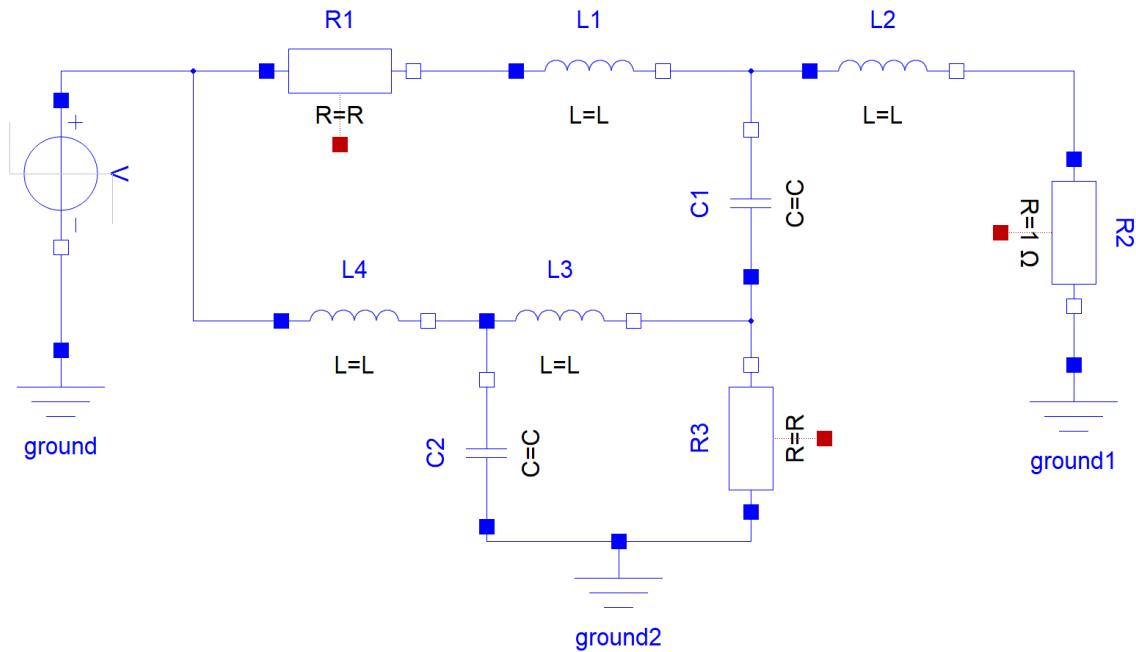 R1
L1
L2
R=R
L=L
L=L
+
V
−
C1
C=C
R=1 Ω
R2
L4
L3
L=L
L=L
ground
C2
C=C
R3
R=R
ground1
ground2